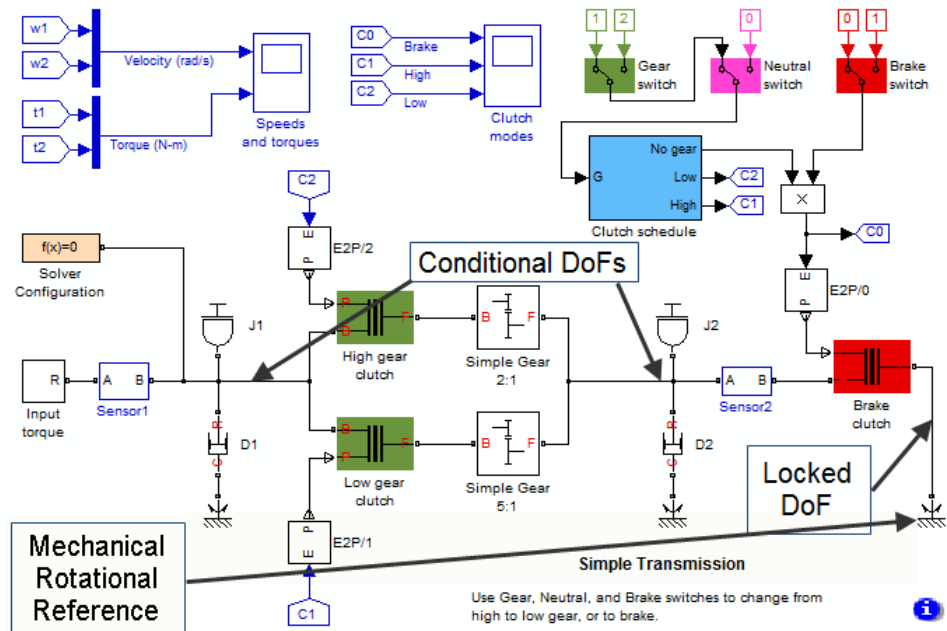 w1
w2
Velocity (rad/s)
t1
t2
Torque (N-m)
Speeds
and torques
C0
Brake
C1
High
C2
Low
Clutch
modes
1
2
Gear
switch
0
Neutral
switch
0
1
Brake
switch
G
No gear
Low
High
Clutch schedule
C2
C1
×
C0
E
P
E2P/0
C2
E
P
E2P/2
f(x)=0
Solver
Configuration
Conditional DoFs
J1
P
B
F
High gear
clutch
B
F
Simple Gear
2:1
J2
R
Input
torque
A
B
Sensor1
A
B
Sensor2
Brake
clutch
R
C
D1
B
P
F
Low gear
clutch
B
F
Simple Gear
5:1
R
C
D2
Locked
DoF
P
E
E2P/1
C1
Mechanical
Rotational
Reference
Simple Transmission
Use Gear, Neutral, and Brake switches to change from
high to low gear, or to brake.
i